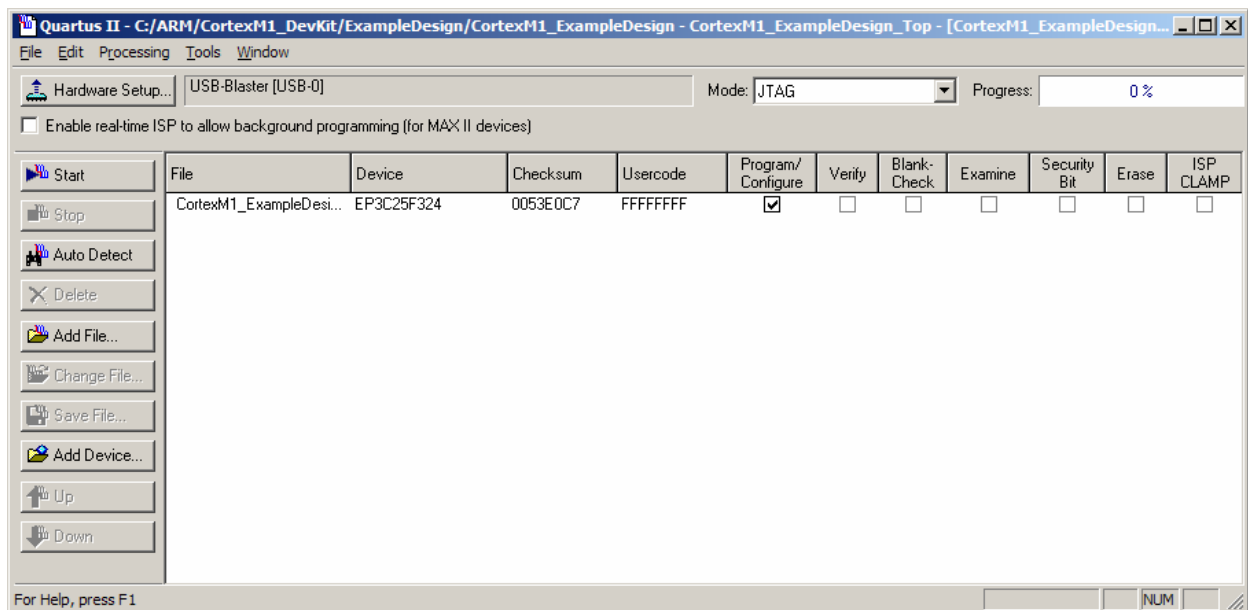 Quartus II - C:/ARM/CortexM1_DevKit/ExampleDesign/CortexM1_ExampleDesign - CortexM1_ExampleDesign_Top - [CortexM1_ExampleDesign...
File Edit Processing Tools Window
Hardware Setup... USB-Blaster [USB-0] Mode: JTAG Progress: 0 %
Enable real-time ISP to allow background programming (for MAX II devices)
Start
Stop
Auto Detect
Delete
Add File...
Change File...
Save File...
Add Device...
Up
Down
File Device Checksum Usercode Program/Configure Verify Blank-Check Examine Security Bit Erase ISP CLAMP
CortexM1_ExampleDesi... EP3C25F324 0053E0C7 FFFFFFFF
For Help, press F1 NUM